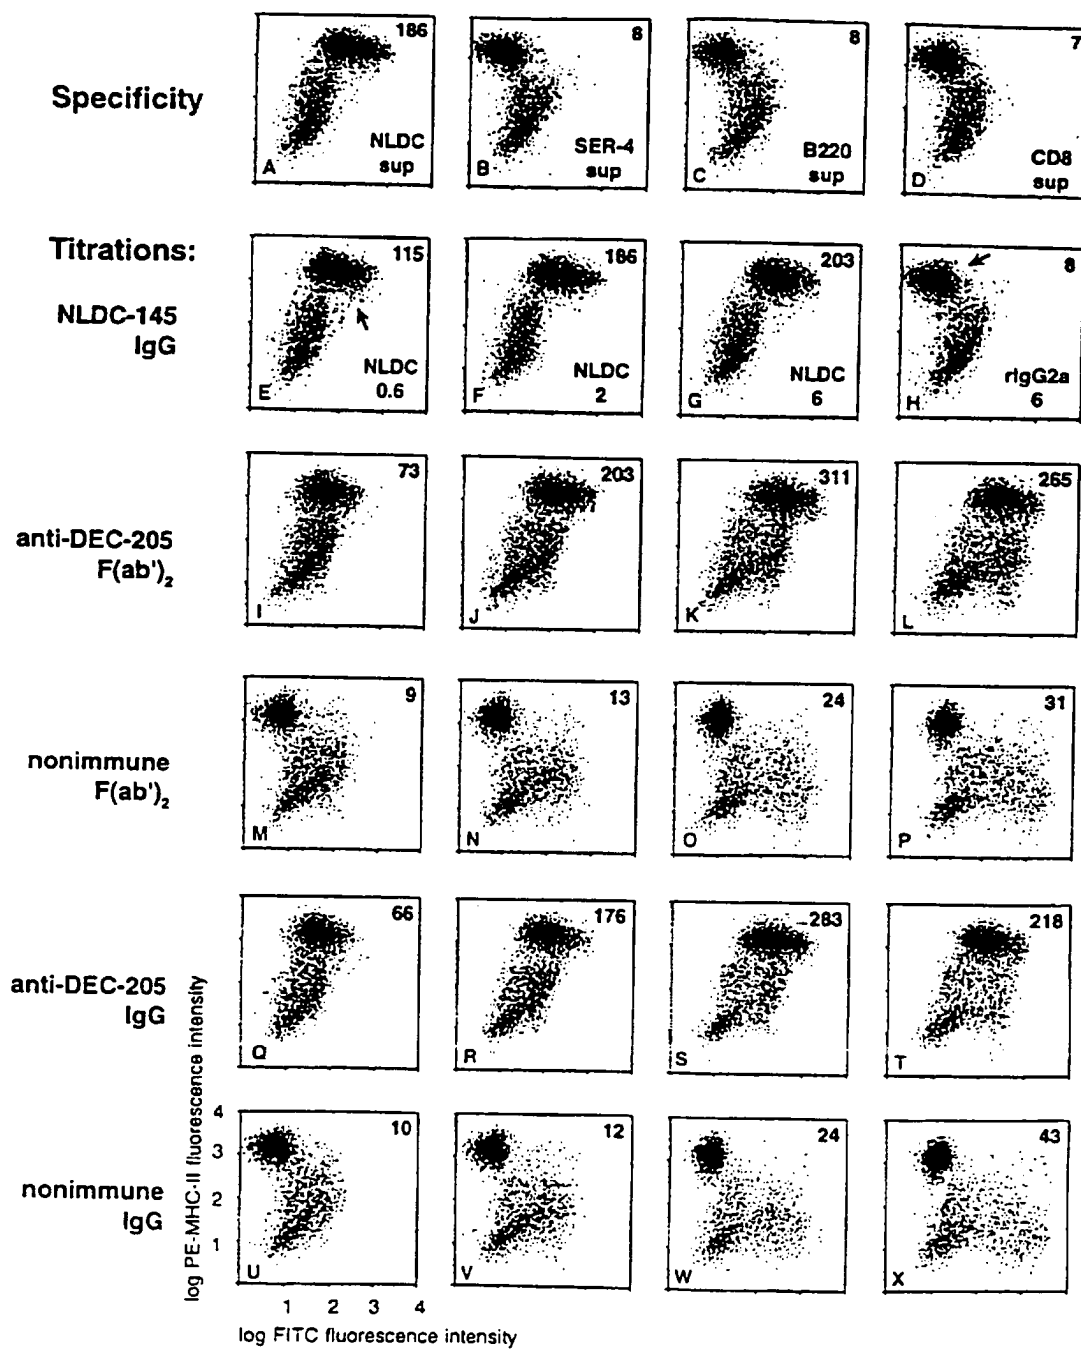 Specificity
186
NLDC
sup
A
8
SER-4
sup
B
8
B220
sup
C
7
CD8
sup
D
Titrations:
NLDC-145
IgG
115
NLDC
0.6
E
186
NLDC
2
F
203
NLDC
6
G
8
rIgG2a
6
H
anti-DEC-205
F(ab')2
73
I
203
J
311
K
265
L
nonimmune
F(ab')2
9
M
13
N
24
O
31
P
anti-DEC-205
IgG
66
Q
176
R
283
S
218
T
nonimmune
IgG
10
U
12
V
24
W
43
X
log PE-MHC-II fluorescence intensity
4
3
2
1
1 2 3 4
log FITC fluorescence intensity